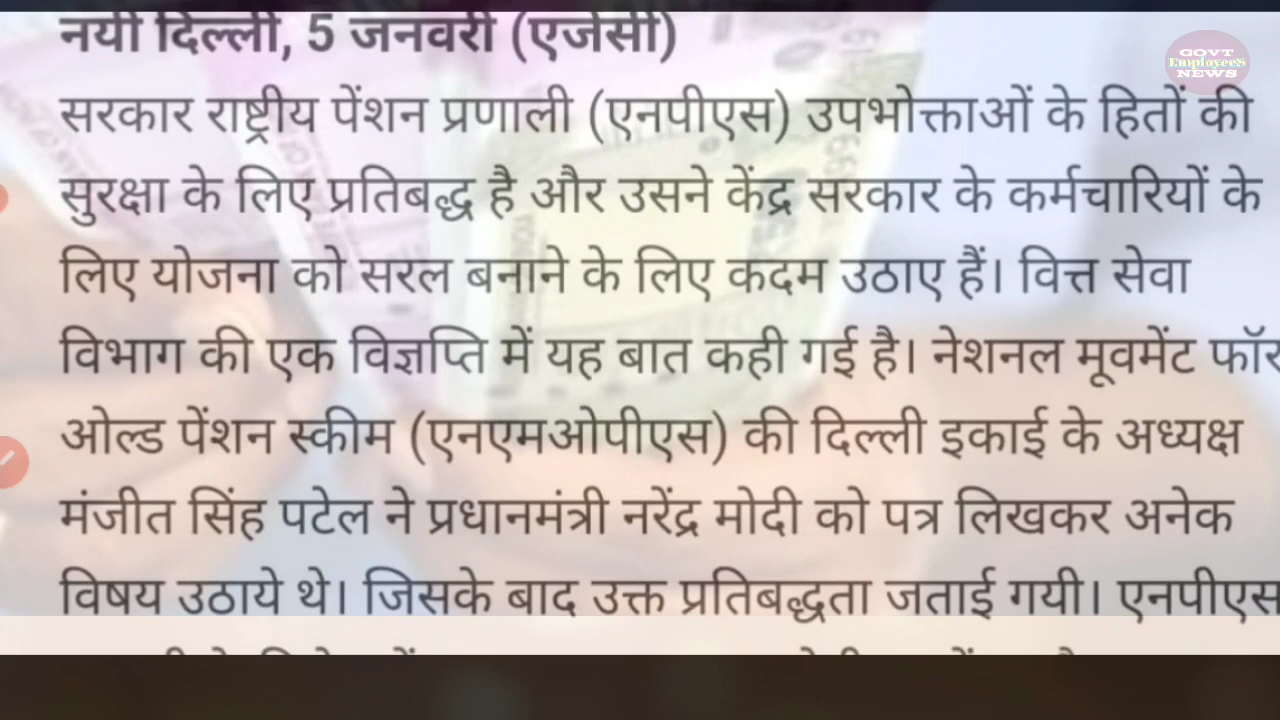 नयी दिल्ली, 5 जनवरी (एजेंसी)
GOVT
EmployeeS
NEWS
सरकार राष्ट्रीय पेंशन प्रणाली (एनपीएस) उपभोक्ताओं के हितों की
सुरक्षा के लिए प्रतिबद्ध है और उसने केंद्र सरकार के कर्मचारियों के
लिए योजना को सरल बनाने के लिए कदम उठाए हैं। वित्त सेवा
विभाग की एक विज्ञप्ति में यह बात कही गई है। नेशनल मूवमेंट फॉर
ओल्ड पेंशन स्कीम (एनएमओपीएस) की दिल्ली इकाई के अध्यक्ष
मंजीत सिंह पटेल ने प्रधानमंत्री नरेंद्र मोदी को पत्र लिखकर अनेक
विषय उठाये थे। जिसके बाद उक्त प्रतिबद्धता जताई गयी। एनपीएस